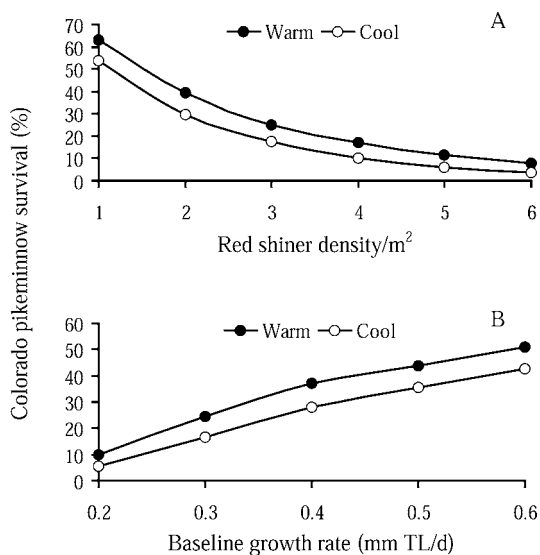 A
Warm Cool
70
60
50
40
30
20
10
0
1 2 3 4 5 6
Red shiner density/m²
Colorado pikeminnow survival (%)
B
Warm Cool
60
50
40
30
20
10
0
0.2 0.3 0.4 0.5 0.6
Baseline growth rate (mm TL/d)